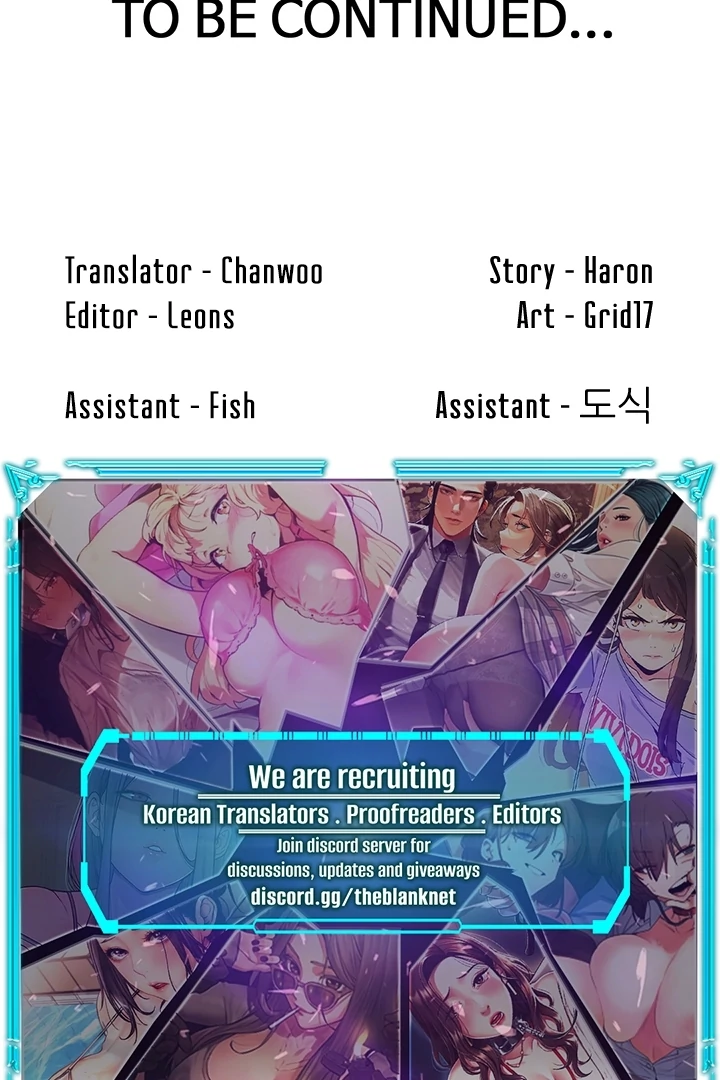 TO BE CONTINUED...
Translator - Chanwoo
Editor - Leons
Assistant - Fish
Story - Haron
Art - Grid17
Assistant - 도식
VIVIDOTS
We are recruiting
Korean Translators . Proofreaders . Editors
Join discord server for
discussions, updates and giveaways
discord.gg/theblanknet